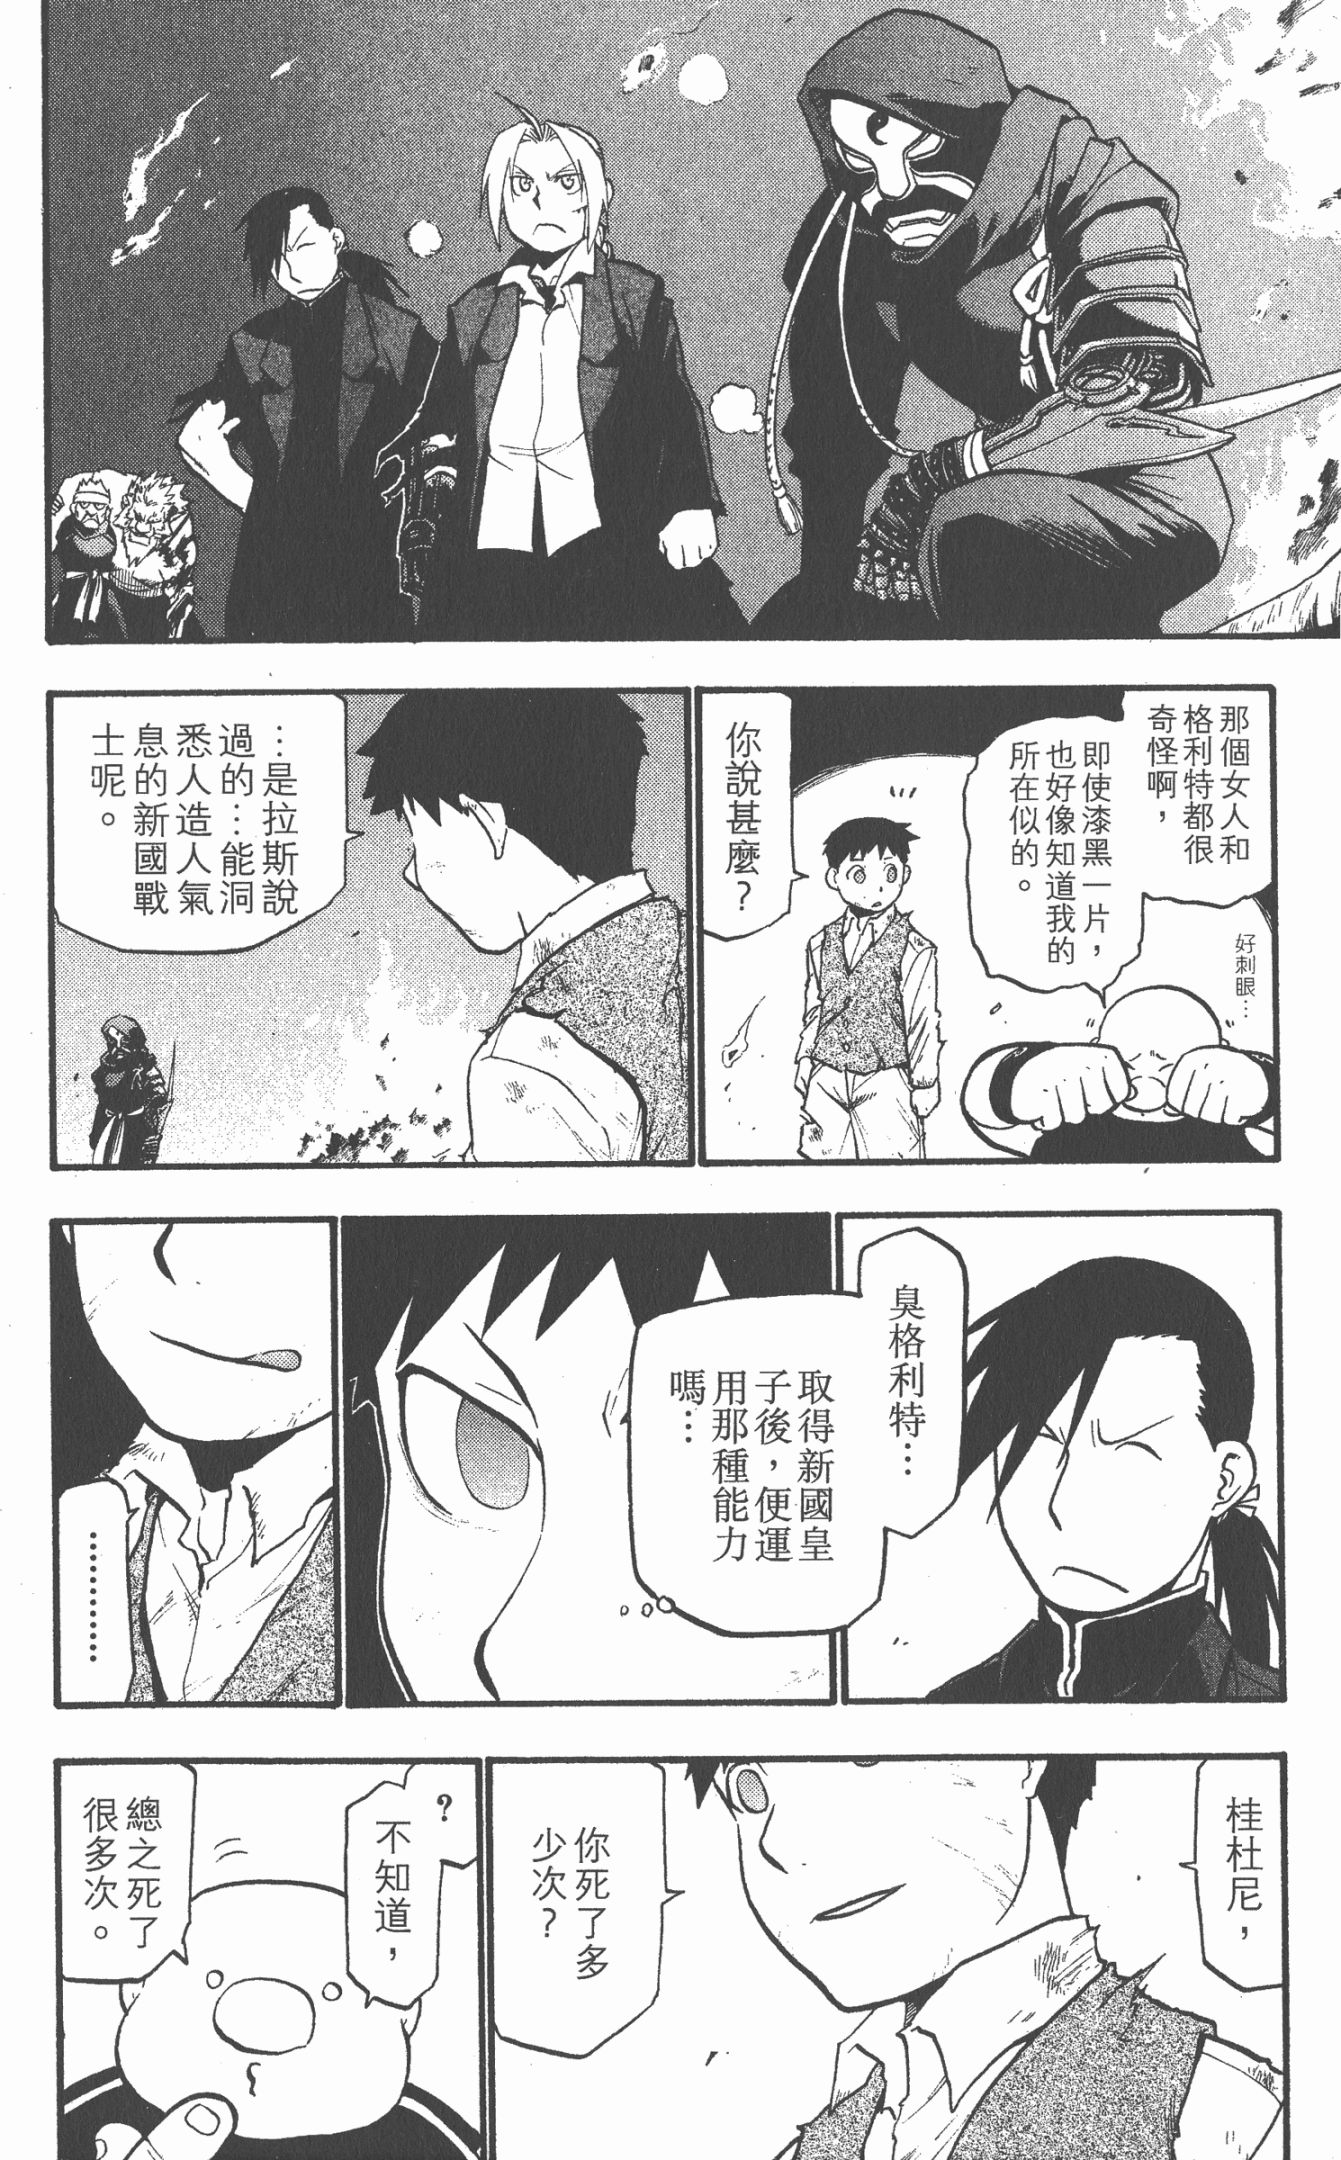 那個女人和
格利特都很
奇怪啊，
即使漆黑一片，
也好像知道我的
所在似的。
好刺眼…
你說甚麼？
…是拉斯說
過的…能洞
悉人造人氣
息的新國戰
士呢。
臭格利特…
取得新國皇
子後，便運
用那種能力
嗎…
…………
桂杜尼，
你死了多
少次？
？
不知道，
總之死了
很多次。